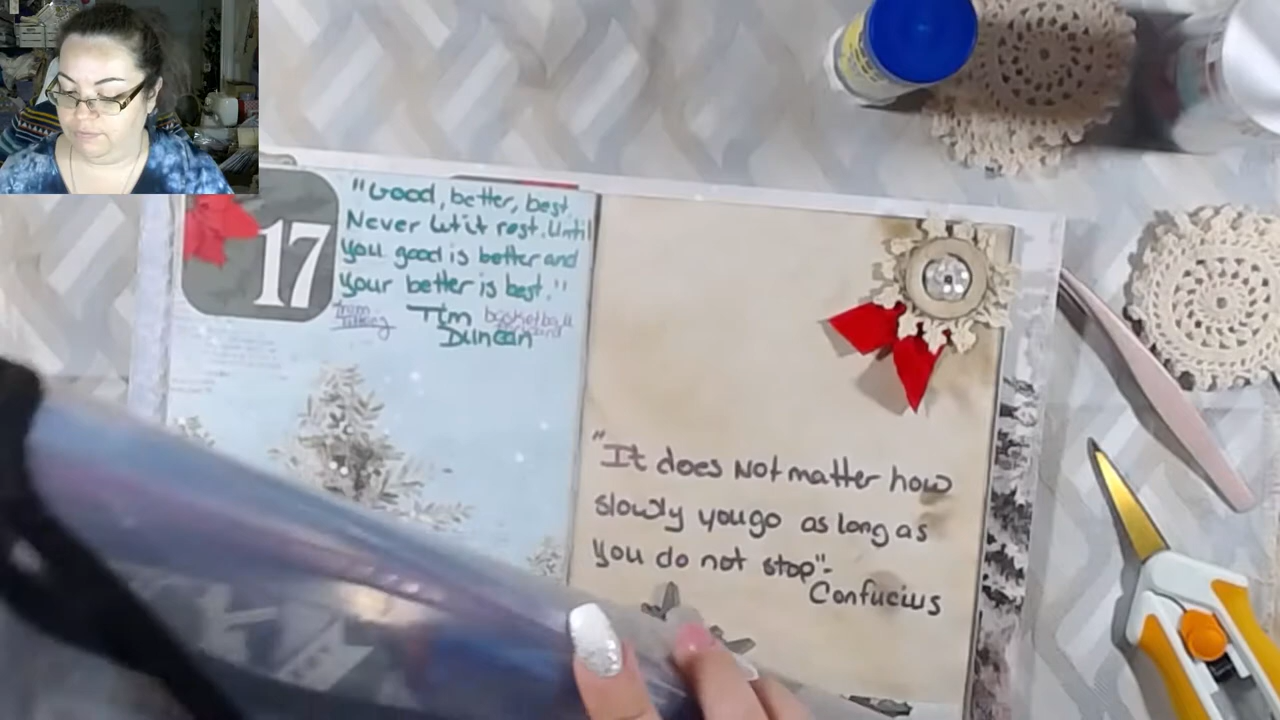 17
"Good, better, best.
Never let it rest. Until
you good is better and
your better is best."
Tim
Duncan
basketball
"It does Not matter how
slowly you go as long as
you do not stop".
Confucius